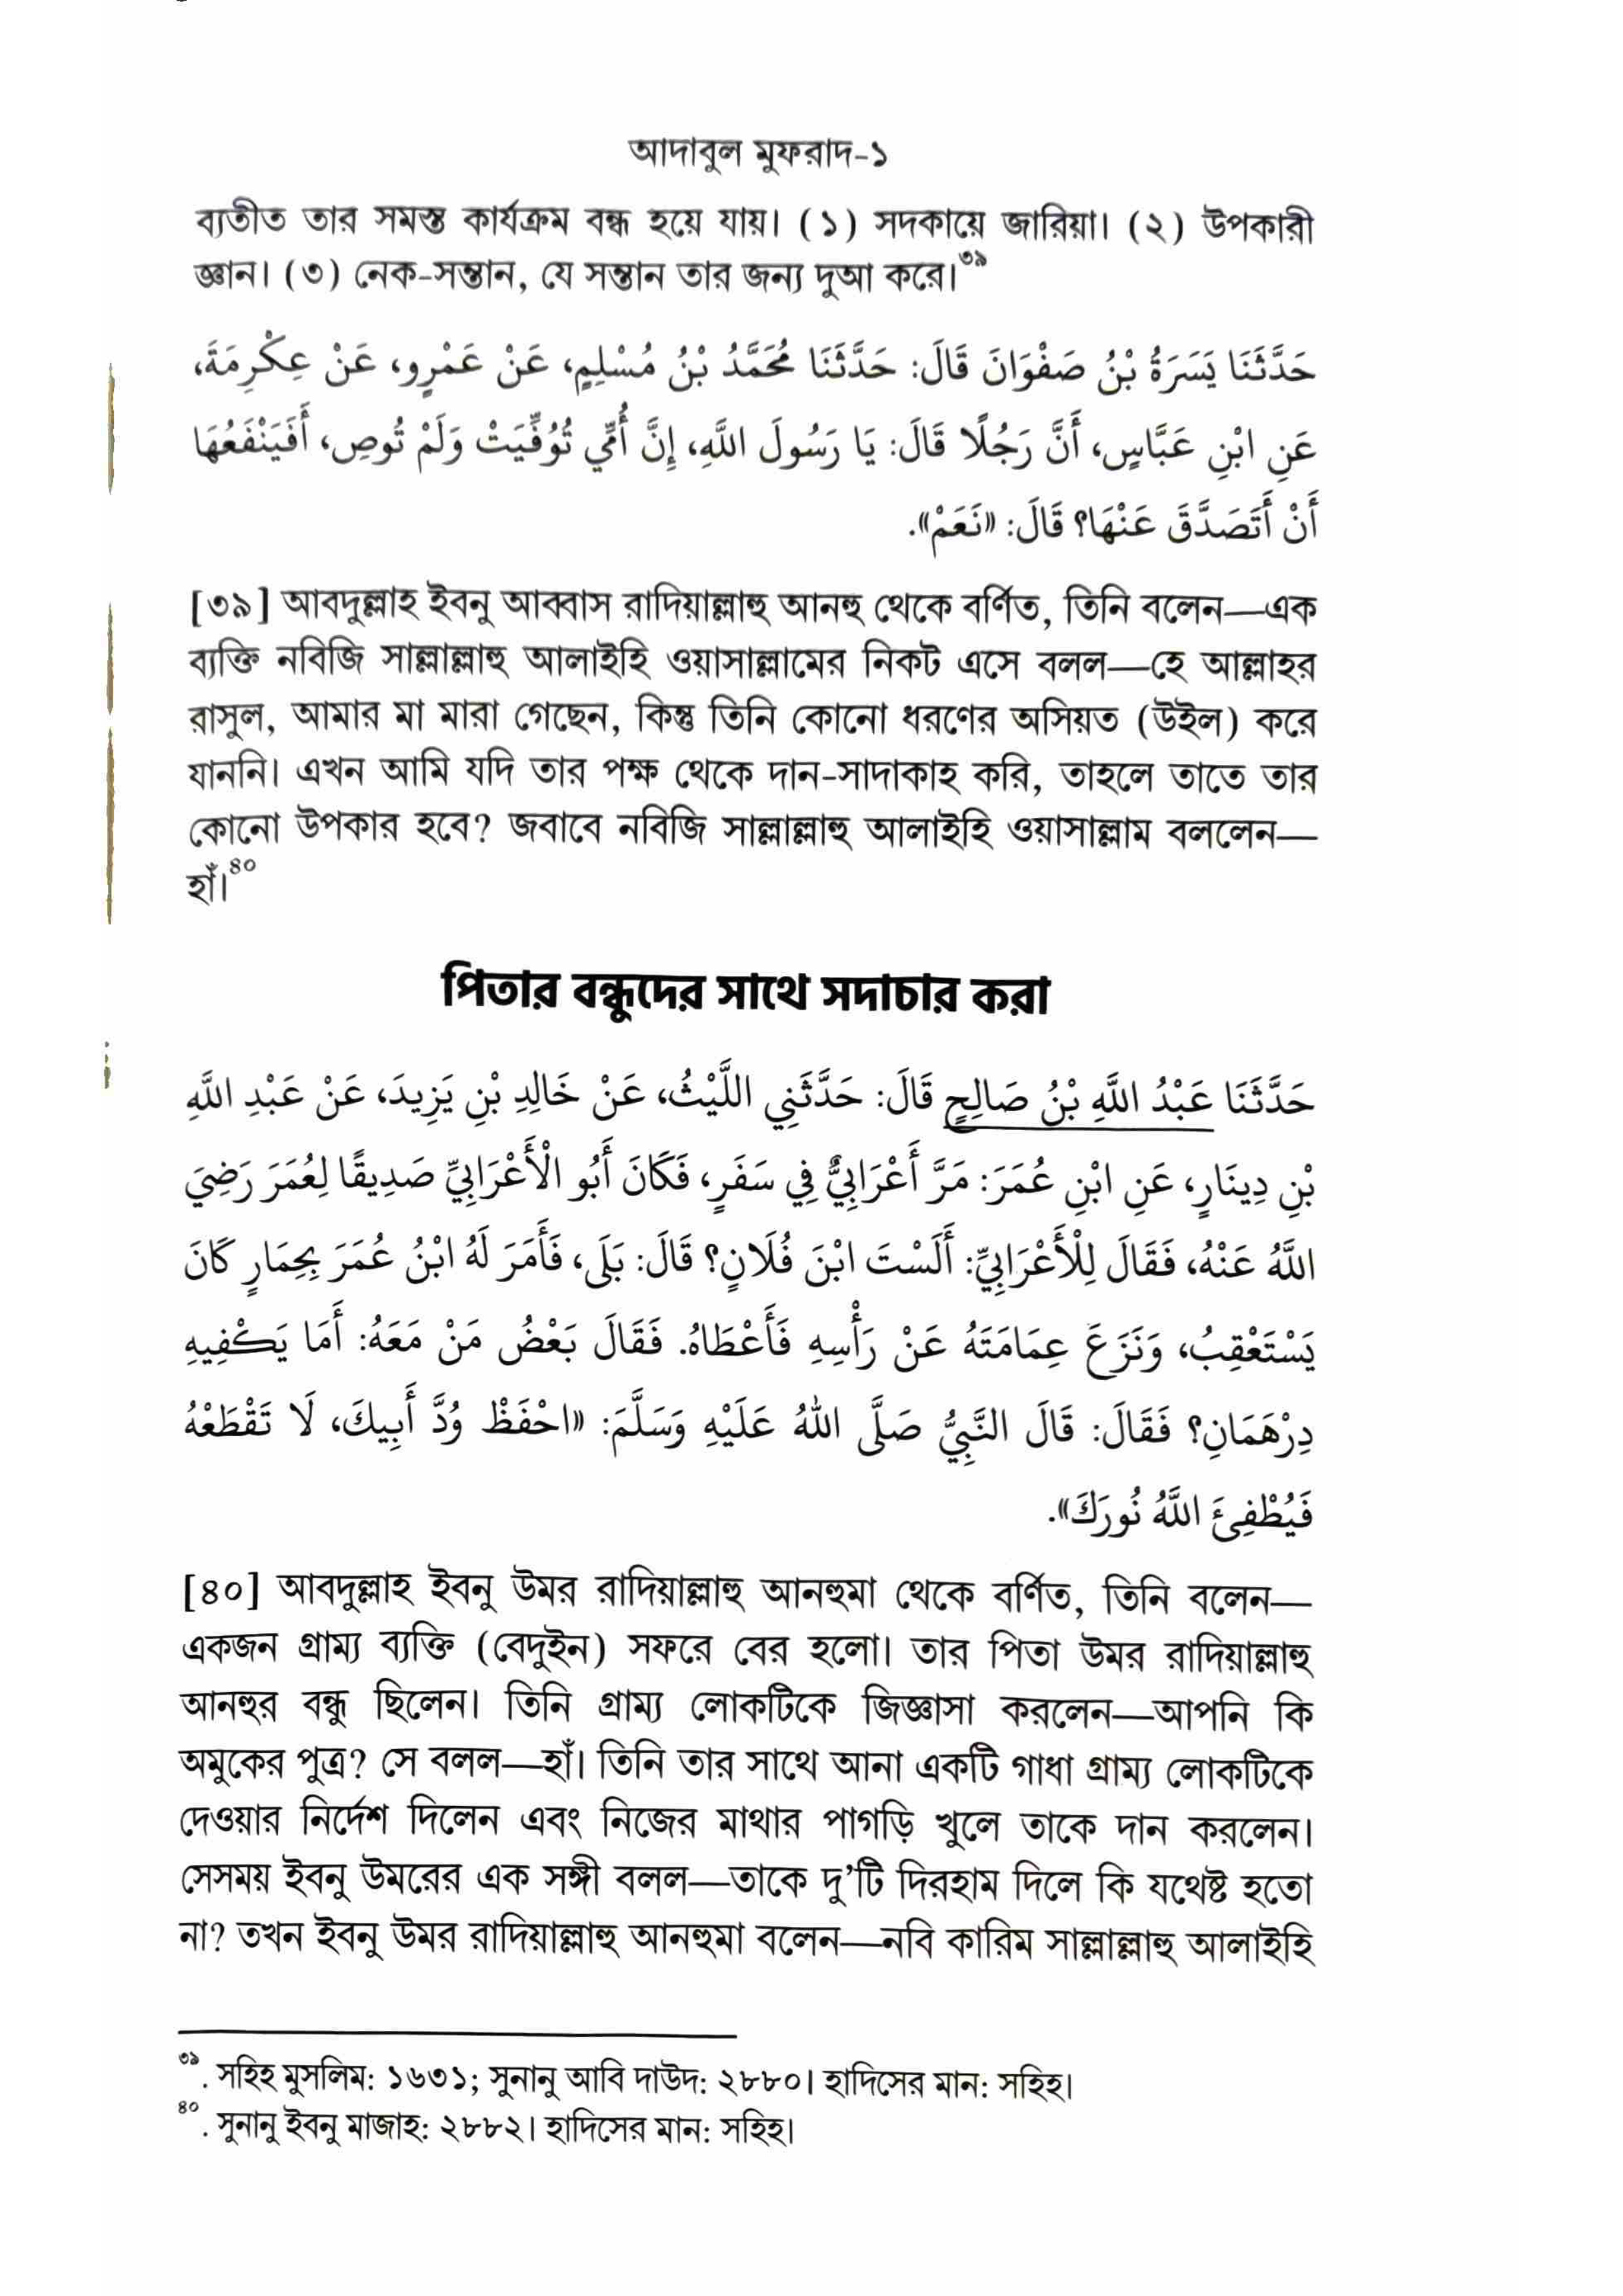 আদাবুল মুফরাদ-১
ব্যতীত তার সমস্ত কার্যক্রম বন্ধ হয়ে যায়। (১) সদকায়ে জারিয়া। (২) উপকারী
জ্ঞান। (৩) নেক-সন্তান, যে সন্তান তার জন্য দুআ করে।৩৯
حَدَّثَنَا يَسَرَةُ بْنُ صَفْوَانَ قَالَ: حَدَّثَنَا مُحَمَّدُ بْنُ مُسْلِمٍ، عَنْ عَمْرٍو، عَنْ عِكْرِمَةَ،
عَنِ ابْنِ عَبَّاسٍ، أَنَّ رَجُلًا قَالَ: يَا رَسُولَ اللَّهِ، إِنَّ أُمِّي تُوُفِّيَتْ وَلَمْ تُوصِ، أَفَيَنْفَعُهَا
أَنْ أَتَصَدَّقَ عَنْهَا؟ قَالَ: «نَعَمْ».
[৩৯] আবদুল্লাহ ইবনু আব্বাস রাদিয়াল্লাহু আনহু থেকে বর্ণিত, তিনি বলেন—এক
ব্যক্তি নবিজি সাল্লাল্লাহু আলাইহি ওয়াসাল্লামের নিকট এসে বলল—হে আল্লাহর
রাসুল, আমার মা মারা গেছেন, কিন্তু তিনি কোনো ধরণের অসিয়ত (উইল) করে
যাননি। এখন আমি যদি তার পক্ষ থেকে দান-সাদাকাহ করি, তাহলে তাতে তার
কোনো উপকার হবে? জবাবে নবিজি সাল্লাল্লাহু আলাইহি ওয়াসাল্লাম বললেন—
হাঁ।৪০
পিতার বন্ধুদের সাথে সদাচার করা
حَدَّثَنَا عَبْدُ اللَّهِ بْنُ صَالِحٍ قَالَ: حَدَّثَنِي اللَّيْثُ، عَنْ خَالِدِ بْنِ يَزِيدَ، عَنْ عَبْدِ اللَّهِ
بْنِ دِينَارٍ، عَنِ ابْنِ عُمَرَ: مَرَّ أَعْرَابِيٌّ فِي سَفَرٍ، فَكَانَ أَبُو الْأَعْرَابِيِّ صَدِيقًا لِعُمَرَ رَضِيَ
اللَّهُ عَنْهُ، فَقَالَ لِلْأَعْرَابِيِّ: أَلَسْتَ ابْنَ فُلَانٍ؟ قَالَ: بَلَى، فَأَمَرَ لَهُ ابْنُ عُمَرَ بِحِمَارٍ كَانَ
يَسْتَعْقِبُ، وَنَزَعَ عِمَامَتَهُ عَنْ رَأْسِهِ فَأَعْطَاهُ. فَقَالَ بَعْضُ مَنْ مَعَهُ: أَمَا يَكْفِيهِ
دِرْهَمَانِ؟ فَقَالَ: قَالَ النَّبِيُّ صَلَّى اللهُ عَلَيْهِ وَسَلَّمَ: «احْفَظْ وُدَّ أَبِيكَ، لَا تَقْطَعْهُ
فَيُطْفِئَ اللَّهُ نُورَكَ».
[৪০] আবদুল্লাহ ইবনু উমর রাদিয়াল্লাহু আনহুমা থেকে বর্ণিত, তিনি বলেন—
একজন গ্রাম্য ব্যক্তি (বেদুইন) সফরে বের হলো। তার পিতা উমর রাদিয়াল্লাহু
আনহুর বন্ধু ছিলেন। তিনি গ্রাম্য লোকটিকে জিজ্ঞাসা করলেন—আপনি কি
অমুকের পুত্র? সে বলল—হাঁ। তিনি তার সাথে আনা একটি গাধা গ্রাম্য লোকটিকে
দেওয়ার নির্দেশ দিলেন এবং নিজের মাথার পাগড়ি খুলে তাকে দান করলেন।
সেসময় ইবনু উমরের এক সঙ্গী বলল—তাকে দু'টি দিরহাম দিলে কি যথেষ্ট হতো
না? তখন ইবনু উমর রাদিয়াল্লাহু আনহুমা বলেন—নবি কারিম সাল্লাল্লাহু আলাইহি
৩৯. সহিহ মুসলিম: ১৬৩১; সুনানু আবি দাউদ: ২৮৮০। হাদিসের মান: সহিহ।
৪০. সুনানু ইবনু মাজাহ: ২৮৮২। হাদিসের মান: সহিহ।